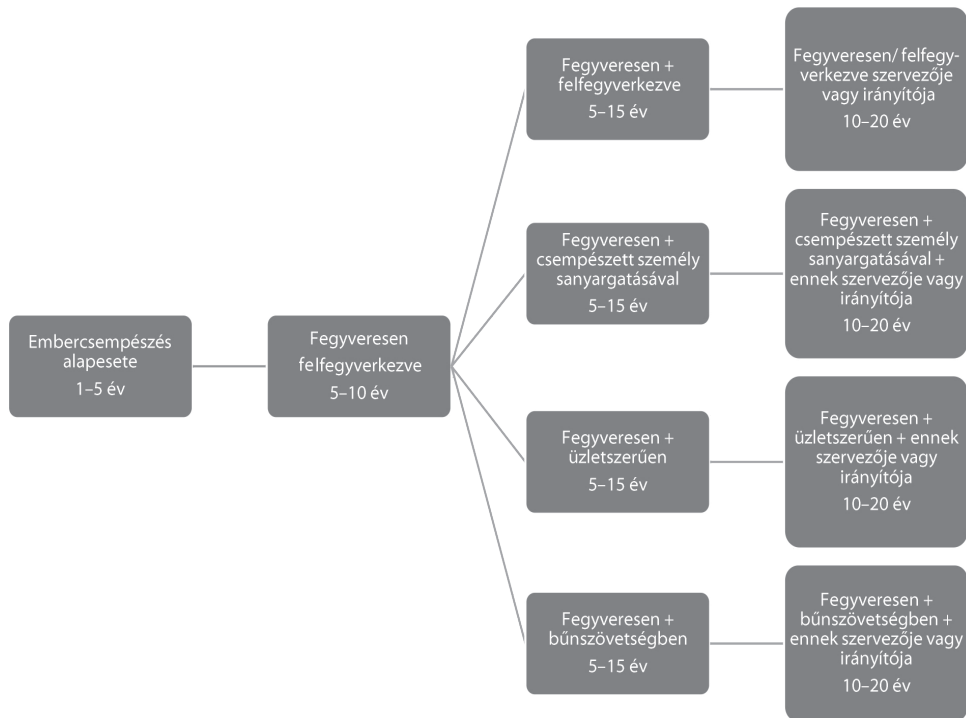 Embercsempészés
alapesete
1–5 év
Fegyveresen
felfegyverkezve
5–10 év
Fegyveresen +
felfegyverkezve
5–15 év
Fegyveresen/ felfegy-
verkezve szervezője
vagy irányítója
10–20 év
Fegyveresen +
csempészett személy
sanyargatásával
5–15 év
Fegyveresen +
csempészett személy
sanyargatásával +
ennek szervezője vagy
irányítója
10–20 év
Fegyveresen +
üzletszerűen
5–15 év
Fegyveresen +
üzletszerűen + ennek
szervezője vagy
irányítója
10–20 év
Fegyveresen +
bűnszövetségben
5–15 év
Fegyveresen +
bűnszövetségben +
ennek szervezője vagy
irányítója
10–20 év